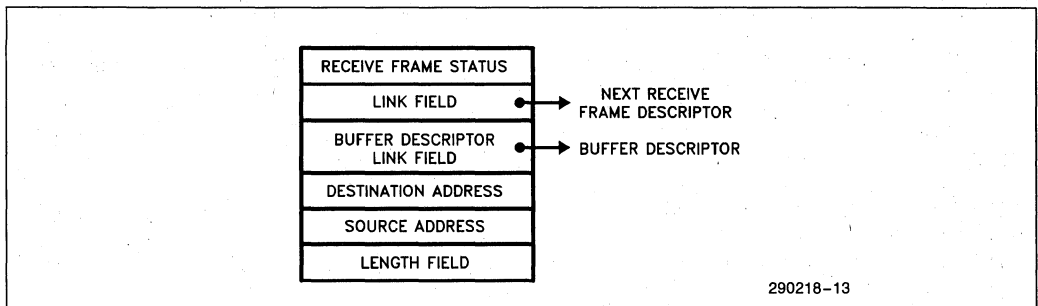 RECEIVE FRAME STATUS
LINK FIELD
NEXT RECEIVE
FRAME DESCRIPTOR
BUFFER DESCRIPTOR
LINK FIELD
BUFFER DESCRIPTOR
DESTINATION ADDRESS
SOURCE ADDRESS
LENGTH FIELD
290218-13